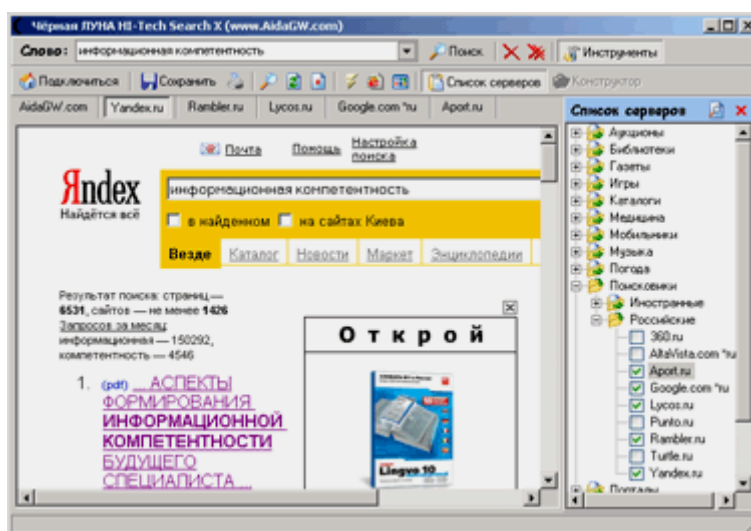 Чёрная ЛУНА HI-Tech Search X (www.AidaGW.com)
Слово: информационная компетентность Поиск Инструменты
Подключиться Сохранить Список серверов Конструктор
AidaGW.com Yandex.ru Rambler.ru Lycos.ru Google.com *ru Aport.ru
Почта Помощь Настройка
поиска
Яndex
Найдётся всё
информационная компетентность
в найденном на сайтах Киева
Везде Каталог Новости Маркет Энциклопедии
Результат поиска: страниц —
6531, сайтов — не менее 1426
Запросов за месяц:
информационная — 150292,
компетентность — 4546
1. (pdf) ... АСПЕКТЫ
ФОРМИРОВАНИЯ
ИНФОРМАЦИОННОЙ
КОМПЕТЕНТНОСТИ
БУДУЩЕГО
СПЕЦИАЛИСТА ...
Открой
Lingvo 10
Список серверов
Аукционы
Библиотеки
Газеты
Игры
Каталоги
Медицина
Мобильники
Музыка
Погода
Поисковики
Иностранные
Российские
360.ru
AltaVista.com *ru
Aport.ru
Google.com *ru
Lycos.ru
Punto.ru
Rambler.ru
Turtle.ru
Yandex.ru
Порталы